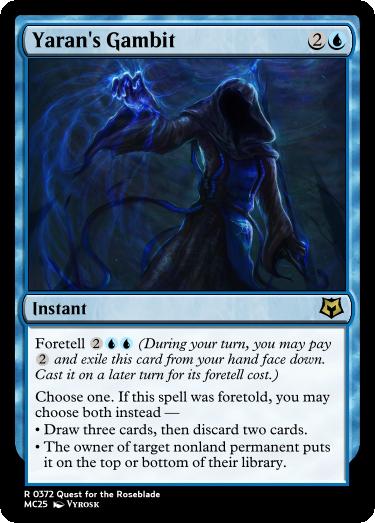 Yaran's Gambit 2
Instant
Foretell 2 (During your turn, you may pay
2 and exile this card from your hand face down.
Cast it on a later turn for its foretell cost.)
Choose one. If this spell was foretold, you may
choose both instead —
• Draw three cards, then discard two cards.
• The owner of target nonland permanent puts
it on the top or bottom of their library.
R 0372 Quest for the Roseblade
MC25 Vyrosk